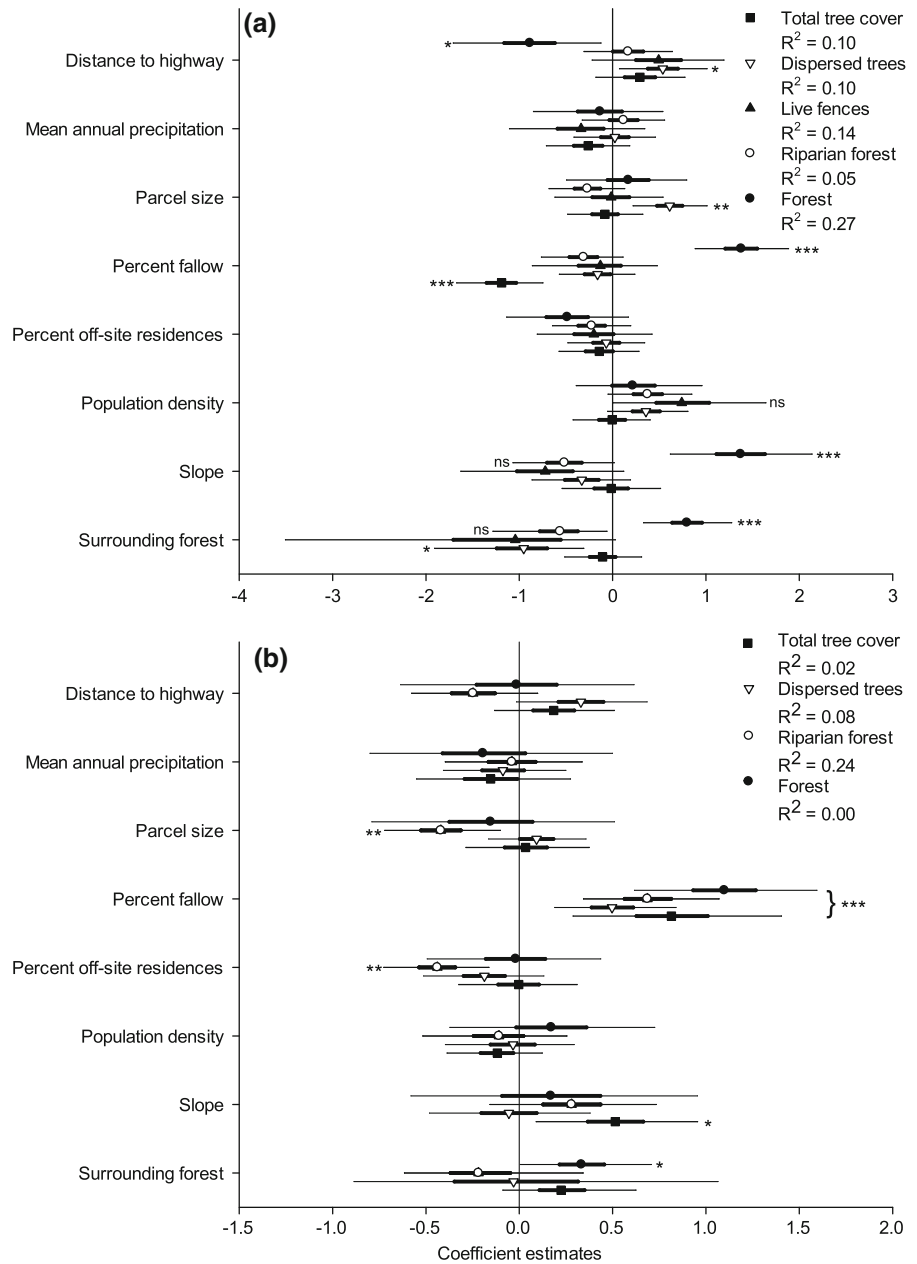 (a)
Total tree cover
R² = 0.10
Dispersed trees
R² = 0.10
Live fences
R² = 0.14
Riparian forest
R² = 0.05
Forest
R² = 0.27
Distance to highway
*
*
Mean annual precipitation
Parcel size
**
Percent fallow
***
***
Percent off-site residences
Population density
ns
Slope
ns
***
Surrounding forest
ns
***
*
-4 -3 -2 -1 0 1 2 3
(b)
Total tree cover
R² = 0.02
Dispersed trees
R² = 0.08
Riparian forest
R² = 0.24
Forest
R² = 0.00
Distance to highway
Mean annual precipitation
Parcel size
**
Percent fallow
} ***
Percent off-site residences
**
Population density
Slope
*
Surrounding forest
*
-1.5 -1.0 -0.5 0.0 0.5 1.0 1.5 2.0
Coefficient estimates